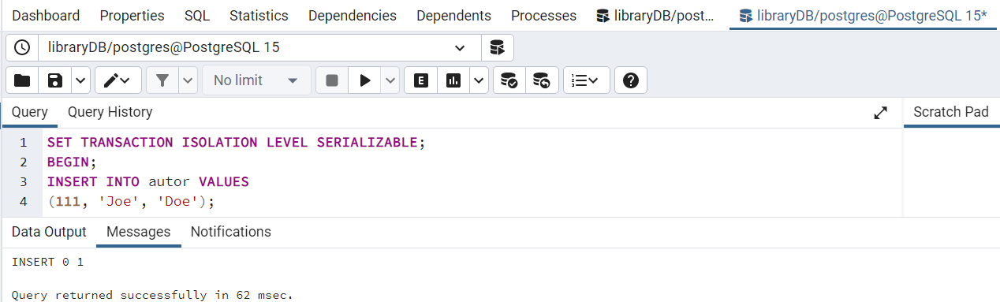 Dashboard Properties SQL Statistics Dependencies Dependents Processes libraryDB/post... libraryDB/postgres@PostgreSQL 15*
libraryDB/postgres@PostgreSQL 15
No limit E
Query Query History Scratch Pad
1 SET TRANSACTION ISOLATION LEVEL SERIALIZABLE;
2 BEGIN;
3 INSERT INTO autor VALUES
4 (111, 'Joe', 'Doe');
Data Output Messages Notifications
INSERT 0 1
Query returned successfully in 62 msec.